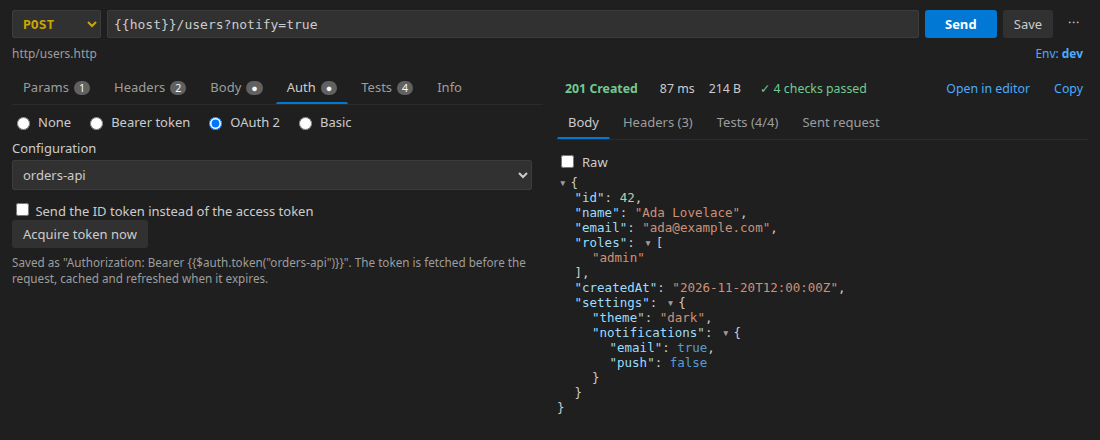 POST {{host}}/users?notify=true Send Save ...
http/users.http Env: dev
Params 1 Headers 2 Body ● Auth ● Tests 4 Info
None Bearer token OAuth 2 Basic
Configuration
orders-api
Send the ID token instead of the access token
Acquire token now
Saved as "Authorization: Bearer {{$auth.token("orders-api")}}". The token is fetched before the
request, cached and refreshed when it expires.
201 Created 87 ms 214 B ✓ 4 checks passed Open in editor Copy
Body Headers (3) Tests (4/4) Sent request
Raw
▾ {
"id": 42,
"name": "Ada Lovelace",
"email": "ada@example.com",
"roles": ▾ [
"admin"
],
"createdAt": "2026-11-20T12:00:00Z",
"settings": ▾ {
"theme": "dark",
"notifications": ▾ {
"email": true,
"push": false
}
}
}